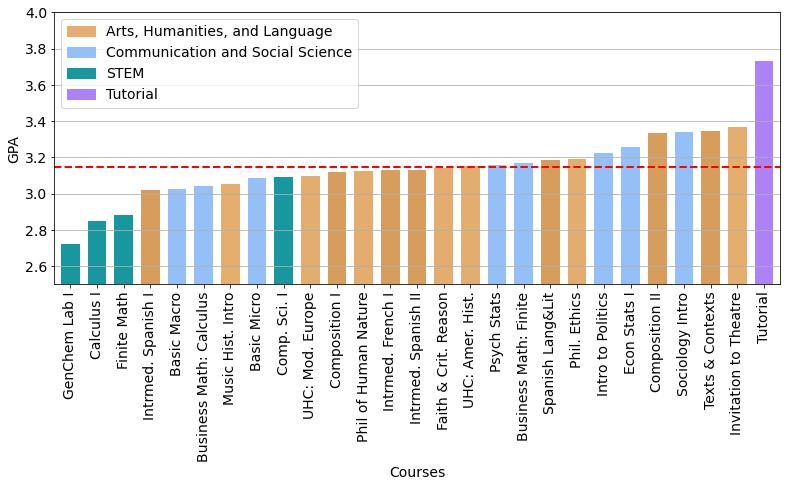 4.0
3.8
3.6
3.4
3.2
3.0
2.8
2.6
GPA
Arts, Humanities, and Language
Communication and Social Science
STEM
Tutorial
GenChem Lab I
Calculus I
Finite Math
Intrmed. Spanish I
Basic Macro
Business Math: Calculus
Music Hist. Intro
Basic Micro
Comp. Sci. I
UHC: Mod. Europe
Composition I
Phil of Human Nature
Intrmed. French I
Intrmed. Spanish II
Faith & Crit. Reason
UHC: Amer. Hist.
Psych Stats
Business Math: Finite
Spanish Lang&Lit
Phil. Ethics
Intro to Politics
Econ Stats I
Composition II
Sociology Intro
Texts & Contexts
Invitation to Theatre
Tutorial
Courses